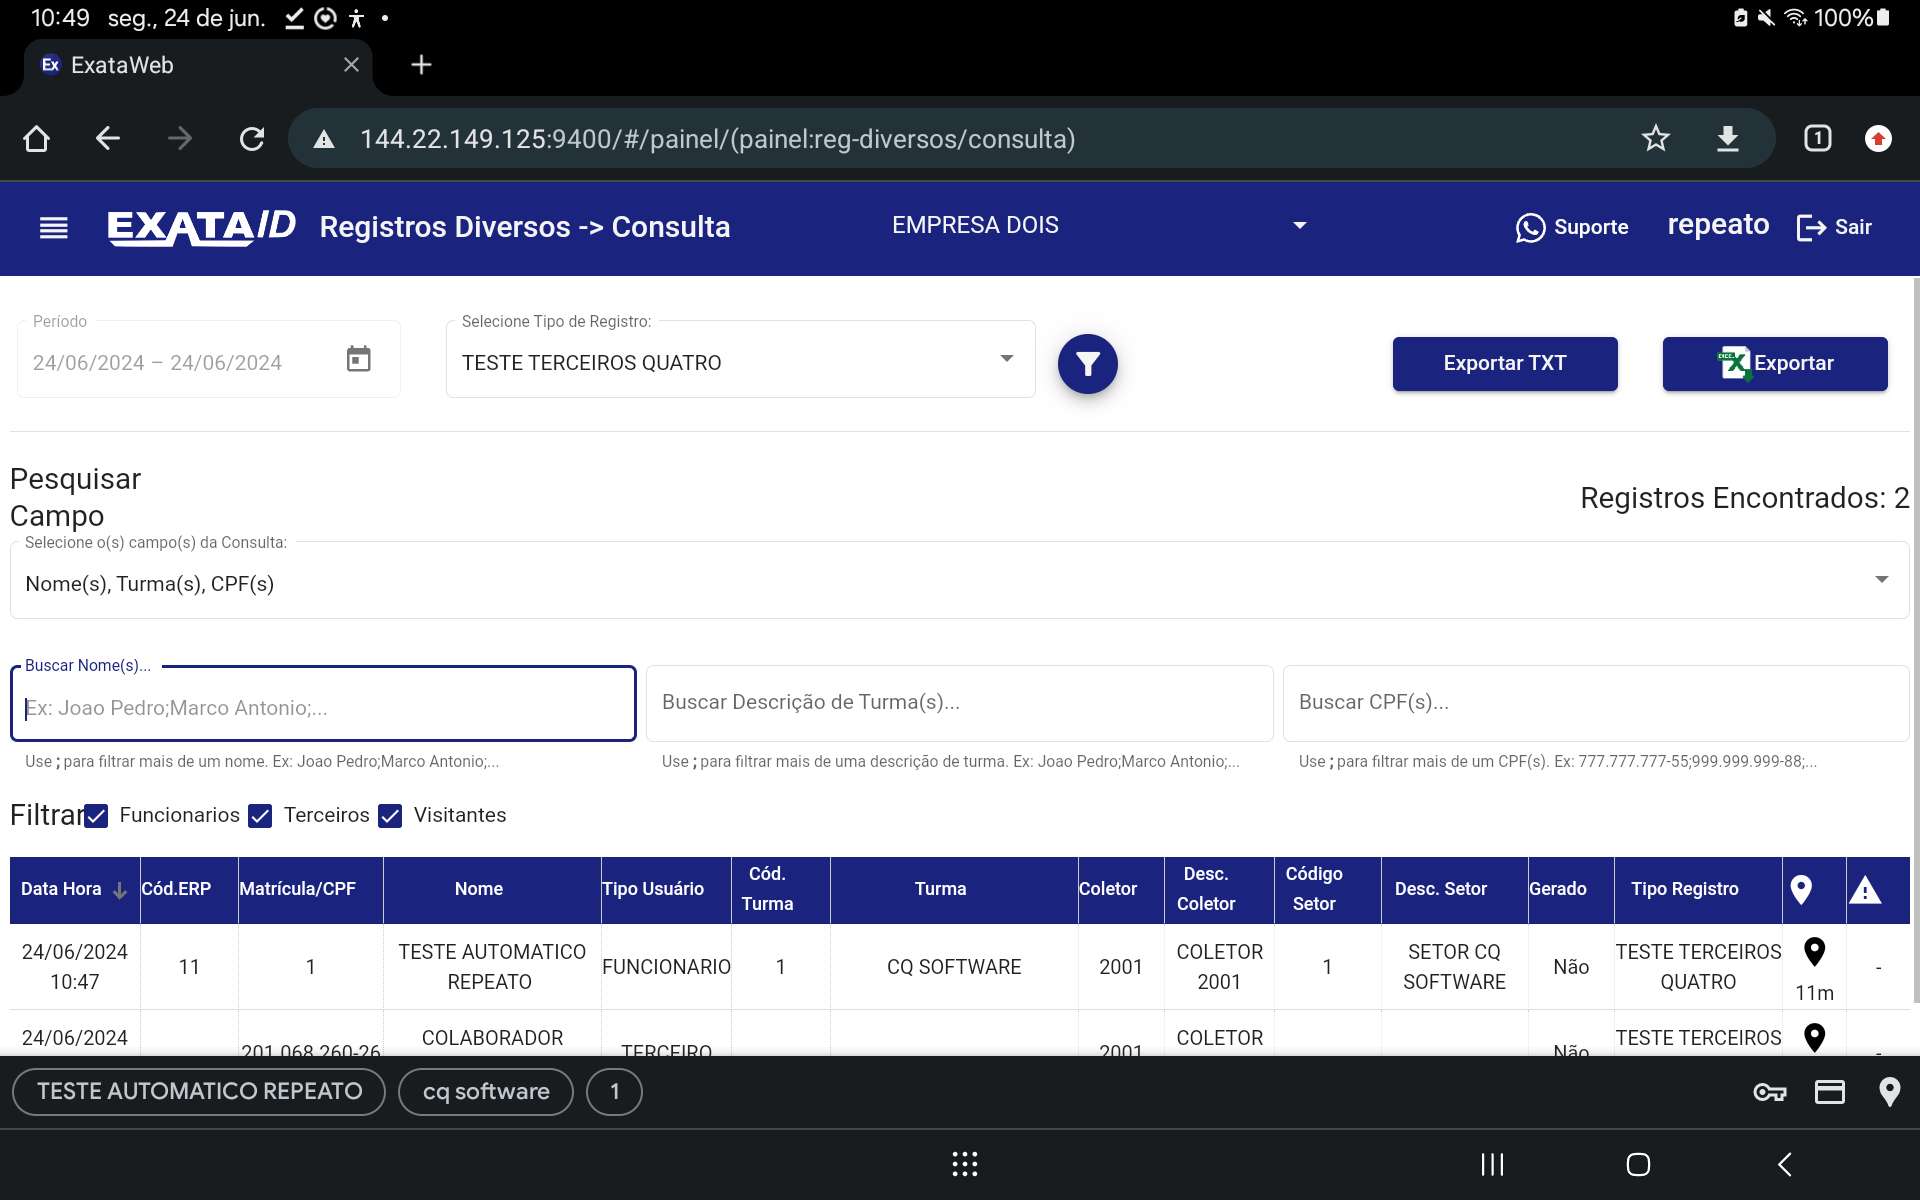 10:49 seg., 24 de jun.
100%
Ex ExataWeb
144.22.149.125:9400/#/painel/(painel:reg-diversos/consulta)
1
EXATA/ID Registros Diversos -> Consulta EMPRESA DOIS Suporte repeato Sair
Período
24/06/2024 – 24/06/2024
Selecione Tipo de Registro:
TESTE TERCEIROS QUATRO
Exportar TXT
Exportar
Pesquisar
Campo
Registros Encontrados: 2
Selecione o(s) campo(s) da Consulta:
Nome(s), Turma(s), CPF(s)
Buscar Nome(s)...
Ex: Joao Pedro;Marco Antonio;...
Buscar Descrição de Turma(s)...
Buscar CPF(s)...
Use ; para filtrar mais de um nome. Ex: Joao Pedro;Marco Antonio;...
Use ; para filtrar mais de uma descrição de turma. Ex: Joao Pedro;Marco Antonio;...
Use ; para filtrar mais de um CPF(s). Ex: 777.777.777-55;999.999.999-88;...
Filtrar Funcionarios Terceiros Visitantes
Data Hora Cód.ERP Matrícula/CPF Nome Tipo Usuário Cód. Turma Turma Coletor Desc. Coletor Código Setor Desc. Setor Gerado Tipo Registro
24/06/2024 10:47 11 1 TESTE AUTOMATICO REPEATO FUNCIONARIO 1 CQ SOFTWARE 2001 COLETOR 2001 1 SETOR CQ SOFTWARE Não TESTE TERCEIROS QUATRO 11m -
24/06/2024 201.068.260-26 COLABORADOR TERCEIRO 2001 COLETOR Não TESTE TERCEIROS -
TESTE AUTOMATICO REPEATO cq software 1